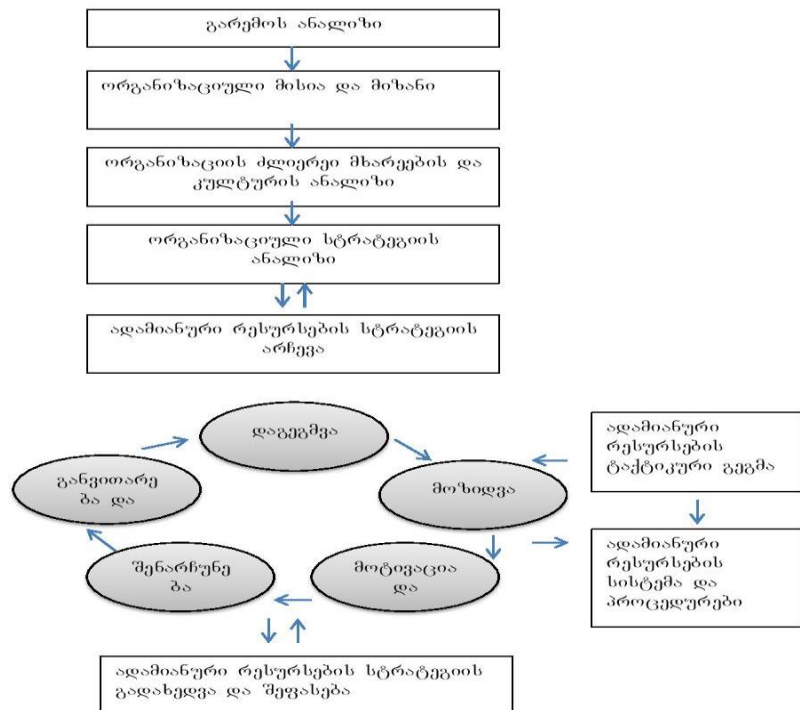 გარემოს ანალიზი
ორგანიზაციული მისია და მიზანი
ორგანიზაციის ძლიერეი მხარეების და
კულტურის ანალიზი
ორგანიზაციული სტრატეგიის
ანალიზი
ადამიანური რესურსების სტრატეგიის
არჩევა
დაგეგმვა
მოზიდვა
მოტივაცია
და
შენარჩუნე
ბა
განვითარე
ბა და
ადამიანური
რესურსების
ტაქტიკური გეგმა
ადამიანური
რესურსების
სისტემა და
პროცედურები
ადამიანური რესურსების სტრატეგიის
გადახედვა და შეფასება